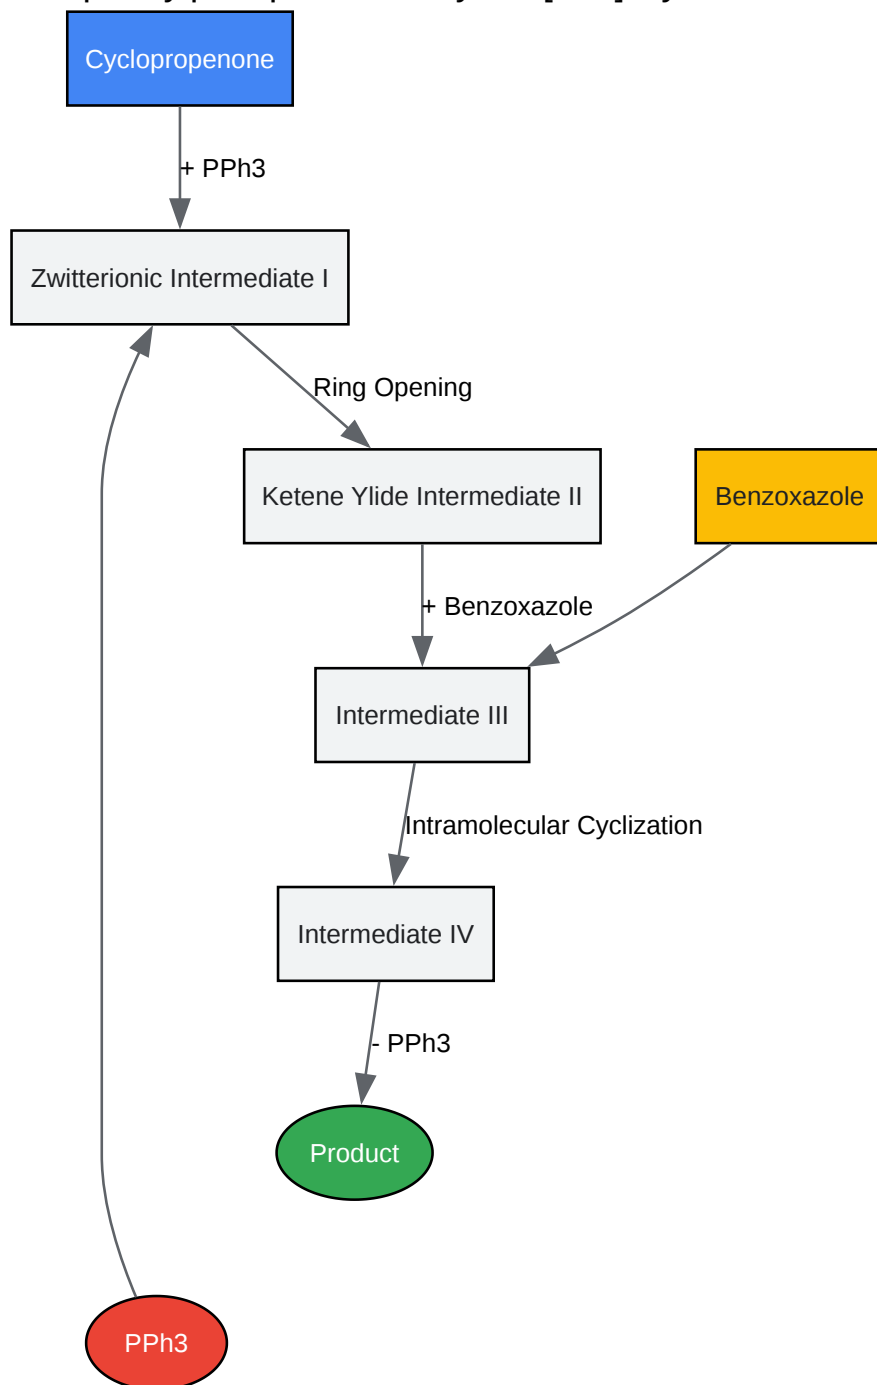 Cyclopropenone
+ PPh3
Zwitterionic Intermediate I
Ring Opening
Ketene Ylide Intermediate II
Benzoxazole
+ Benzoxazole
Intermediate III
Intramolecular Cyclization
Intermediate IV
- PPh3
Product
PPh3